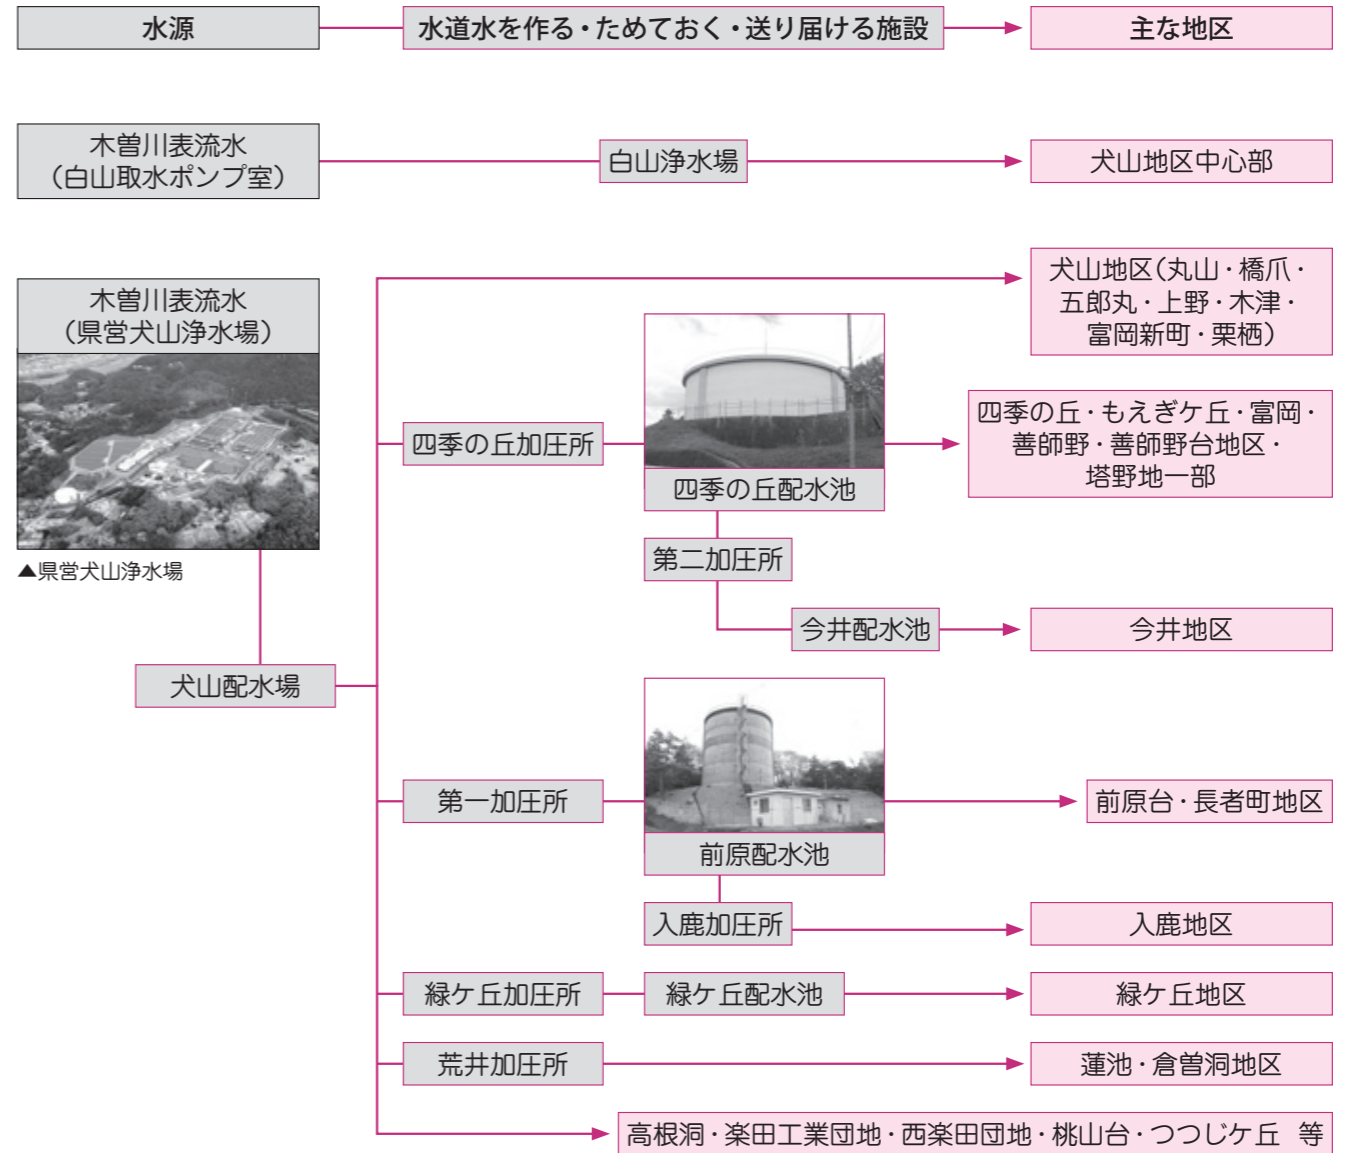 水源
水道水を作る・ためておく・送り届ける施設
主な地区
木曽川表流水
（白山取水ポンプ室）
白山浄水場
犬山地区中心部
木曽川表流水
（県営犬山浄水場）
▲県営犬山浄水場
犬山配水場
犬山地区（丸山・橋爪・
五郎丸・上野・木津・
富岡新町・栗栖）
四季の丘加圧所
四季の丘配水池
四季の丘・もえぎケ丘・富岡・
善師野・善師野台地区・
塔野地一部
第二加圧所
今井配水池
今井地区
第一加圧所
前原配水池
前原台・長者町地区
入鹿加圧所
入鹿地区
緑ケ丘加圧所
緑ケ丘配水池
緑ケ丘地区
荒井加圧所
蓮池・倉曽洞地区
高根洞・楽田工業団地・西楽田団地・桃山台・つつじケ丘 等